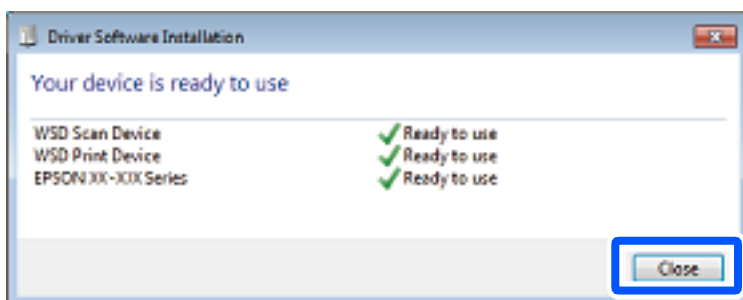 Driver Software Installation
Your device is ready to use
WSD Scan Device Ready to use
WSD Print Device Ready to use
EPSON XX-XXX Series Ready to use
Close